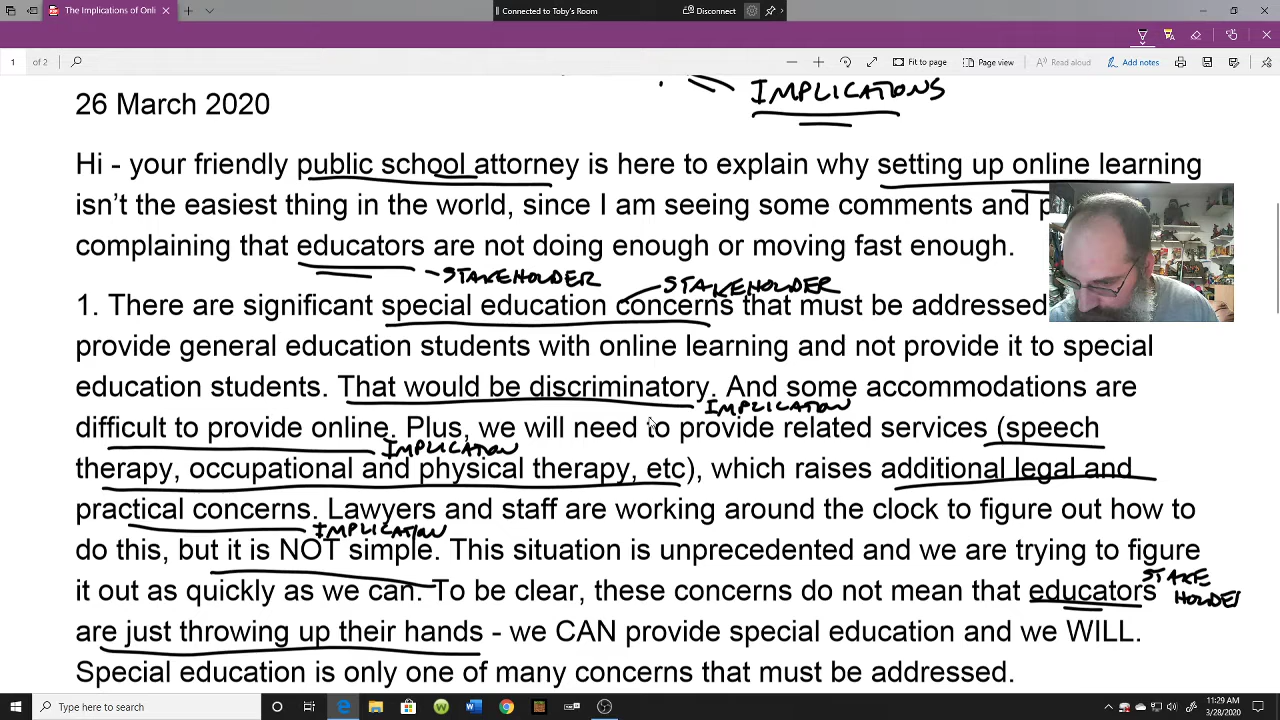 The Implications of Onli
Connected to Toby's Room
Disconnect
1 of 2
Fit to page
Page view
Read aloud
Add notes
IMPLICATIONS
26 March 2020
Hi - your friendly public school attorney is here to explain why setting up online learning
isn't the easiest thing in the world, since I am seeing some comments and
complaining that educators are not doing enough or moving fast enough.
STAKEHOLDER
STAKEHOLDER
1. There are significant special education concerns that must be addressed
provide general education students with online learning and not provide it to special
education students. That would be discriminatory. And some accommodations are
IMPLICATION
difficult to provide online. Plus, we will need to provide related services (speech
IMPLICATION
therapy, occupational and physical therapy, etc), which raises additional legal and
practical concerns. Lawyers and staff are working around the clock to figure out how to
IMPLICATION
do this, but it is NOT simple. This situation is unprecedented and we are trying to figure
it out as quickly as we can. To be clear, these concerns do not mean that educators
STAKE
HOLDER
are just throwing up their hands - we CAN provide special education and we WILL.
Special education is only one of many concerns that must be addressed.
Type here to search
11:29 AM
3/28/2020